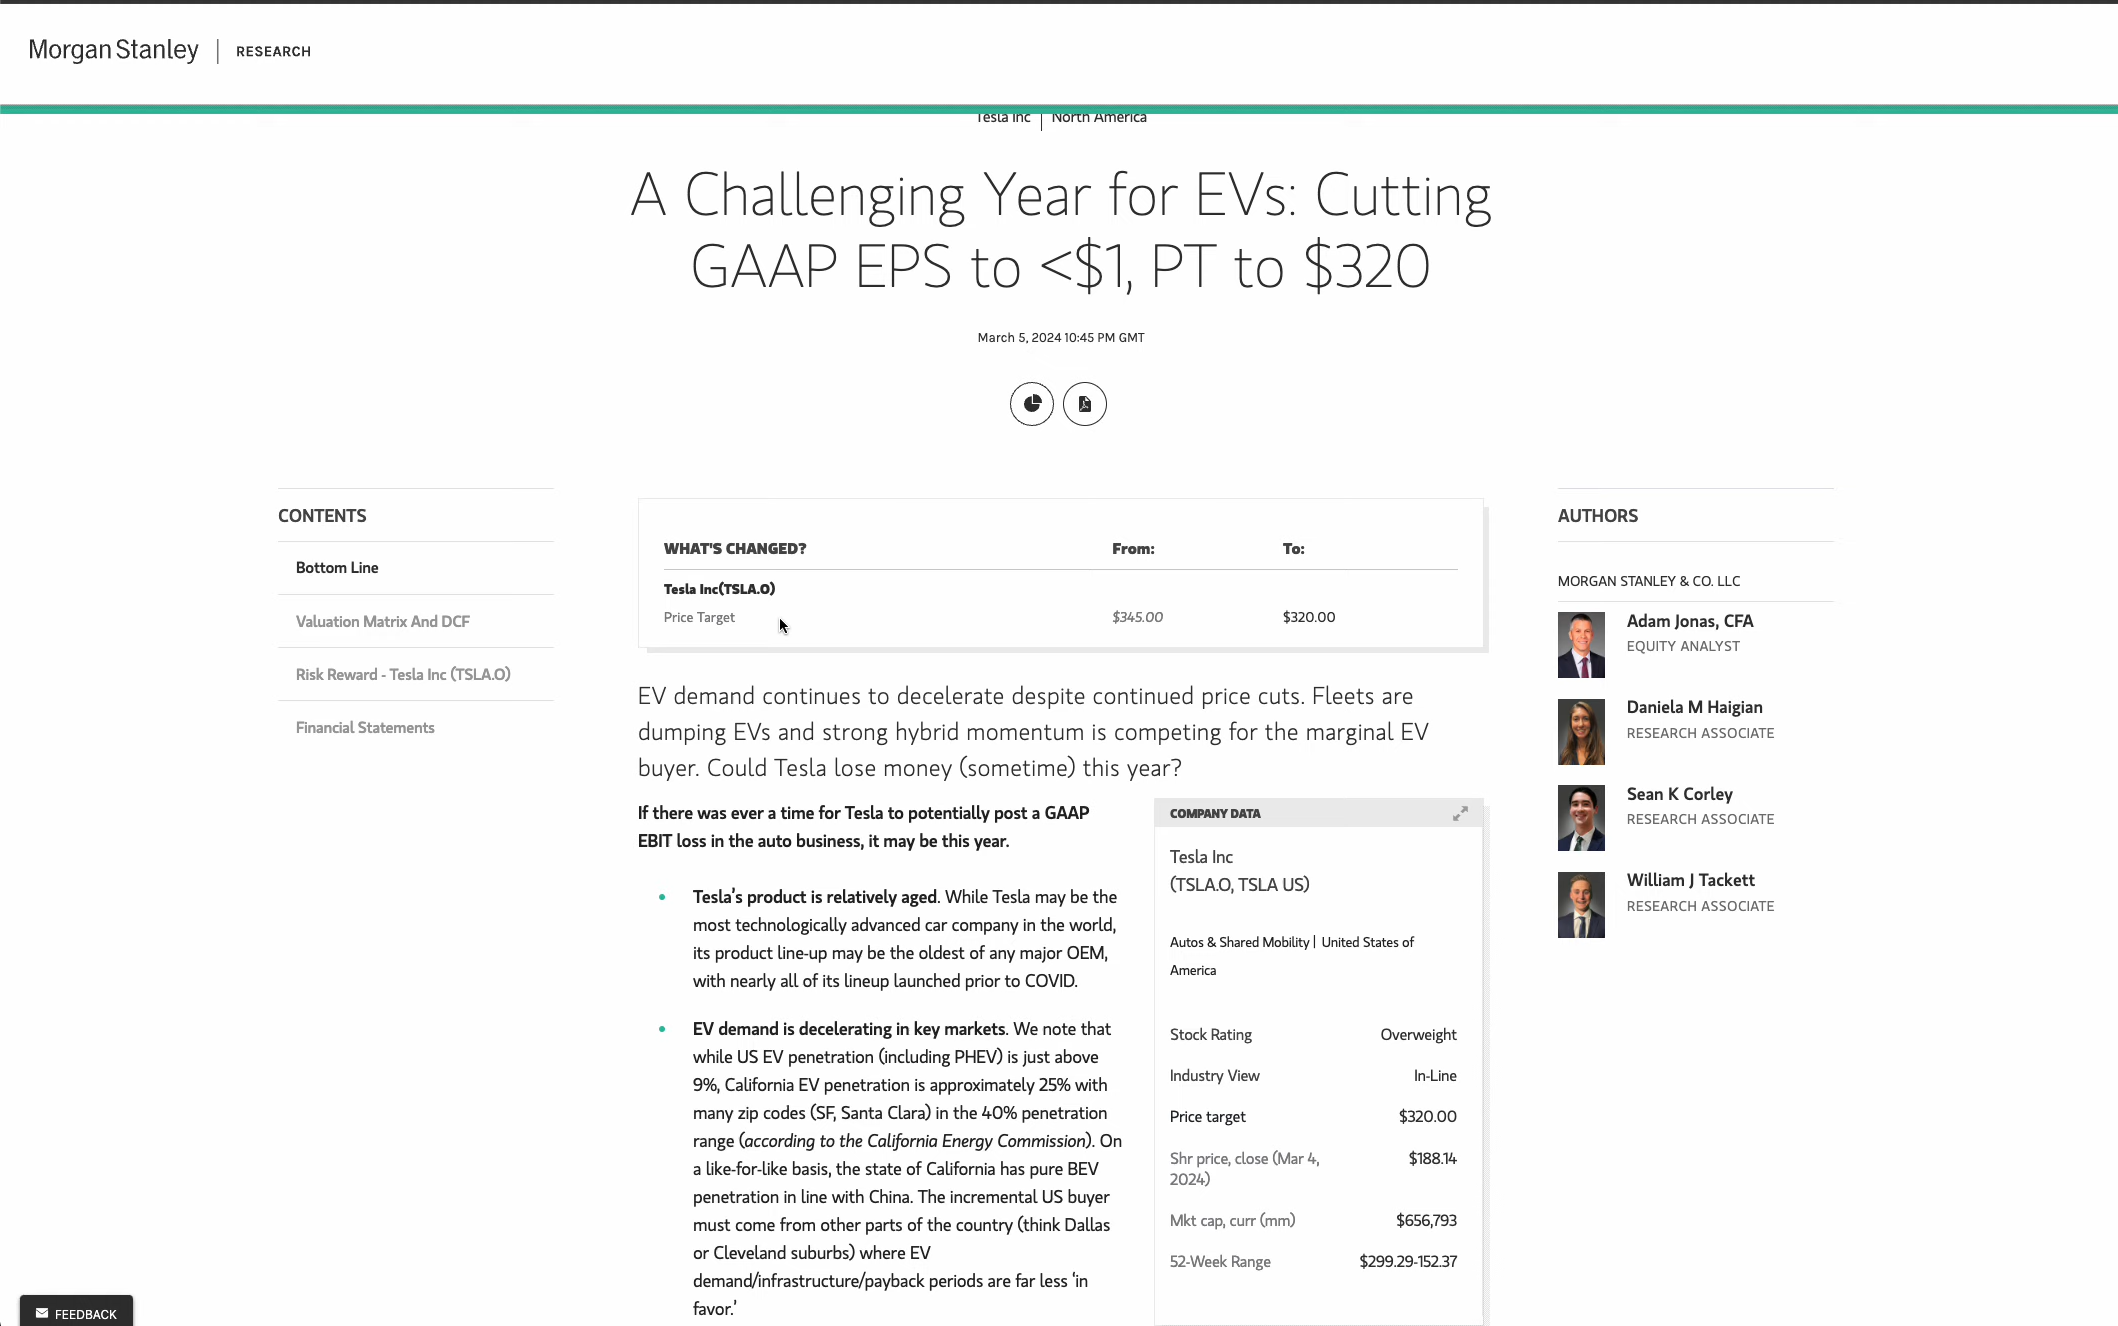 Morgan Stanley | RESEARCH
Tesla Inc | North America
A Challenging Year for EVs: Cutting
GAAP EPS to <$1, PT to $320
March 5, 2024 10:45 PM GMT
CONTENTS
Bottom Line
Valuation Matrix And DCF
Risk Reward - Tesla Inc (TSLA.O)
Financial Statements
WHAT'S CHANGED? From: To:
Tesla Inc(TSLA.O)
Price Target $345.00 $320.00
EV demand continues to decelerate despite continued price cuts. Fleets are
dumping EVs and strong hybrid momentum is competing for the marginal EV
buyer. Could Tesla lose money (sometime) this year?
If there was ever a time for Tesla to potentially post a GAAP
EBIT loss in the auto business, it may be this year.
• Tesla’s product is relatively aged. While Tesla may be the
most technologically advanced car company in the world,
its product line-up may be the oldest of any major OEM,
with nearly all of its lineup launched prior to COVID.
• EV demand is decelerating in key markets. We note that
while US EV penetration (including PHEV) is just above
9%, California EV penetration is approximately 25% with
many zip codes (SF, Santa Clara) in the 40% penetration
range (according to the California Energy Commission). On
a like-for-like basis, the state of California has pure BEV
penetration in line with China. The incremental US buyer
must come from other parts of the country (think Dallas
or Cleveland suburbs) where EV
demand/infrastructure/payback periods are far less ‘in
favor.’
COMPANY DATA
Tesla Inc
(TSLA.O, TSLA US)
Autos & Shared Mobility | United States of
America
Stock Rating Overweight
Industry View In-Line
Price target $320.00
Shr price, close (Mar 4, $188.14
2024)
Mkt cap, curr (mm) $656,793
52-Week Range $299.29-152.37
AUTHORS
MORGAN STANLEY & CO. LLC
Adam Jonas, CFA
EQUITY ANALYST
Daniela M Haigian
RESEARCH ASSOCIATE
Sean K Corley
RESEARCH ASSOCIATE
William J Tackett
RESEARCH ASSOCIATE
FEEDBACK